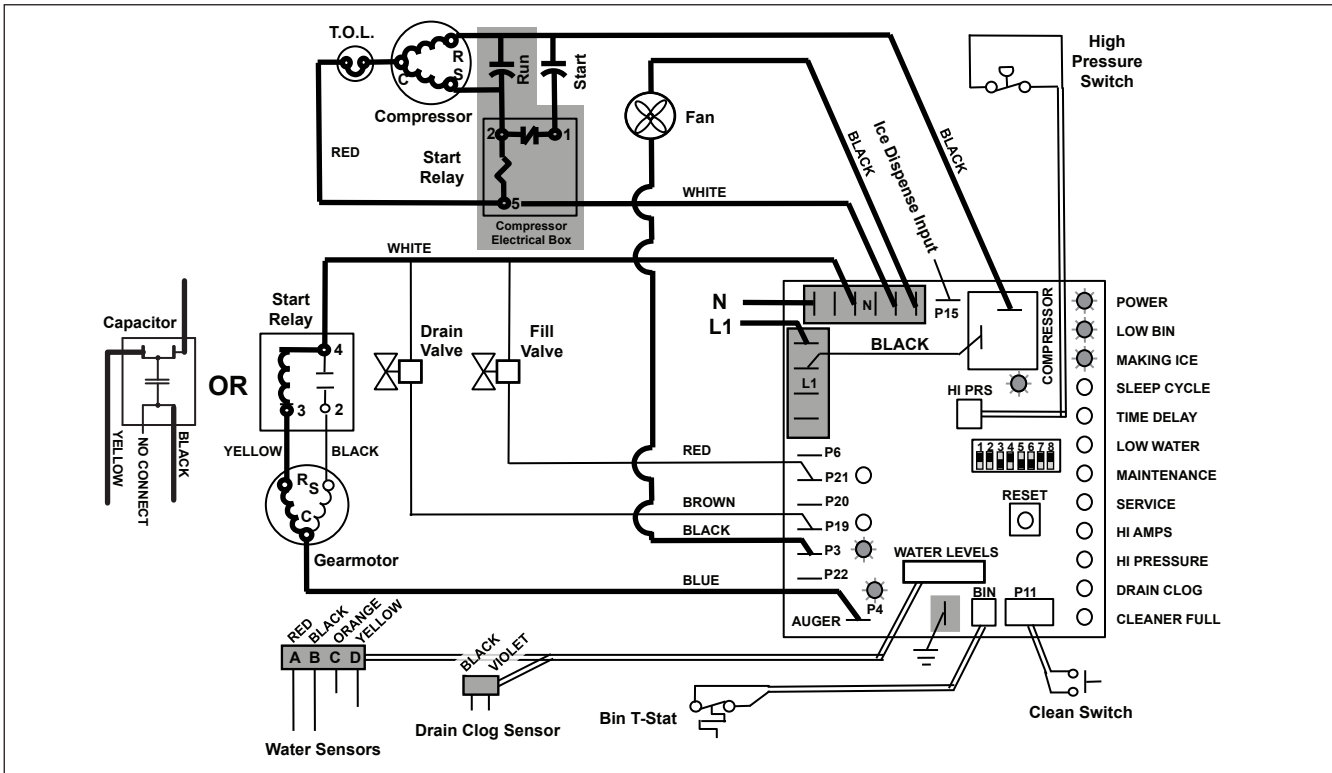 T.O.L.
R
S
C
Compressor
Run
Start
High
Pressure
Switch
Fan
RED
2
1
Start
Relay
5
Compressor
Electrical Box
WHITE
BLACK
Ice Dispense Input
BLACK
WHITE
Capacitor
YELLOW
NO CONNECT
BLACK
OR
Start
Relay
4
3
2
YELLOW
BLACK
R
S
C
Gearmotor
Drain
Valve
Fill
Valve
N
L1
N
L1
P15
BLACK
COMPRESSOR
HI PRS
1 2 3 4 5 6 7 8
RESET
POWER
LOW BIN
MAKING ICE
SLEEP CYCLE
TIME DELAY
LOW WATER
MAINTENANCE
SERVICE
HI AMPS
HI PRESSURE
DRAIN CLOG
CLEANER FULL
RED
BROWN
BLACK
BLUE
P6
P21
P20
P19
P3
P22
P4
AUGER
WATER LEVELS
BIN
P11
RED
BLACK
ORANGE
YELLOW
A B C D
Water Sensors
BLACK
VIOLET
Drain Clog Sensor
Bin T-Stat
Clean Switch